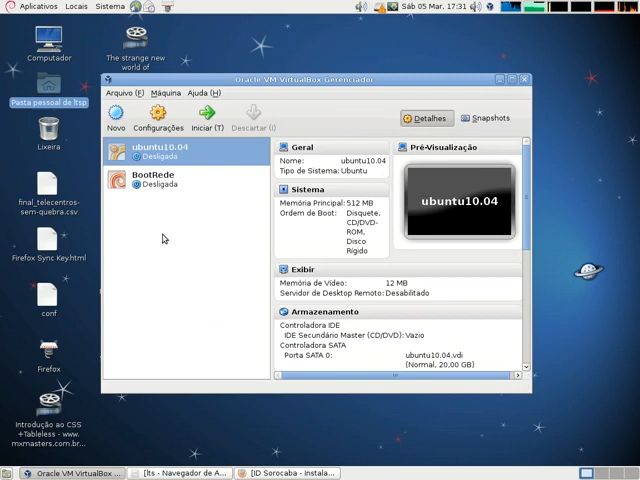 Aplicativos Locais Sistema
Sáb 05 Mar, 17:31
Computador
The strange new
world of
Pasta pessoal de ltsp
Lixeira
final_telecentros-
sem-quebra.csv
Firefox Sync Key.html
conf
Firefox
Introdução ao CSS
+Tableless - www.
mxmasters.com.br...
Oracle VM VirtualBox Gerenciador
Arquivo (F) Máquina Ajuda (H)
Novo Configurações Iniciar (T) Descartar (I)
Detalhes Snapshots
ubuntu10.04
Desligada
BootRede
Desligada
Geral
Nome: ubuntu10.04
Tipo de Sistema: Ubuntu
Sistema
Memória Principal: 512 MB
Ordem de Boot: Disquete,
CD/DVD-
ROM,
Disco
Rígido
Pré-Visualização
ubuntu10.04
Exibir
Memória de Vídeo: 12 MB
Servidor de Desktop Remoto: Desabilitado
Armazenamento
Controladora IDE
IDE Secundário Master (CD/DVD): Vazio
Controladora SATA
Porta SATA 0: ubuntu10.04.vdi
(Normal, 20,00 GB)
Oracle VM VirtualBox ...
[lts - Navegador de A...
[ID Sorocaba - Instala...